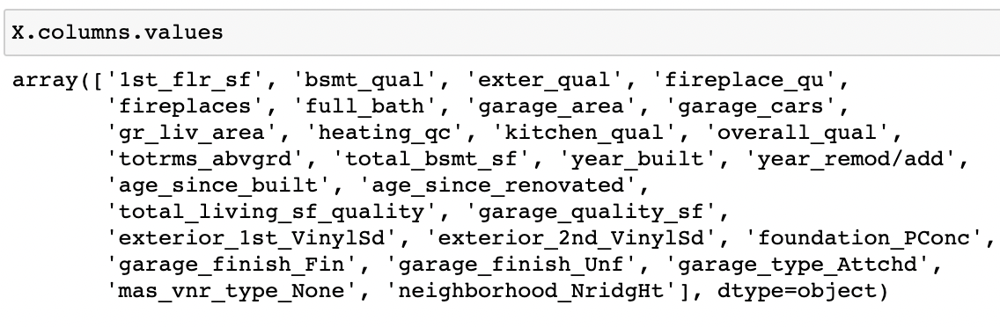 X.columns.values
array(['1st_flr_sf', 'bsmt_qual', 'exter_qual', 'fireplace_qu',
'fireplaces', 'full_bath', 'garage_area', 'garage_cars',
'gr_liv_area', 'heating_qc', 'kitchen_qual', 'overall_qual',
'totrms_abvgrd', 'total_bsmt_sf', 'year_built', 'year_remod/add',
'age_since_built', 'age_since_renovated',
'total_living_sf_quality', 'garage_quality_sf',
'exterior_1st_VinylSd', 'exterior_2nd_VinylSd', 'foundation_PConc',
'garage_finish_Fin', 'garage_finish_Unf', 'garage_type_Attchd',
'mas_vnr_type_None', 'neighborhood_NridgHt'], dtype=object)